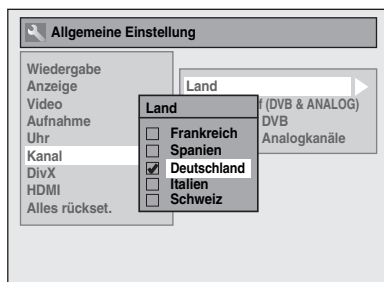 Allgemeine Einstellung
Wiedergabe
Anzeige
Video
Aufnahme
Uhr
Kanal
DivX
HDMI
Alles rückset.
Land
(DVB & ANALOG)
DVB
Analogkanäle
Land
Frankreich
Spanien
Deutschland
Italien
Schweiz